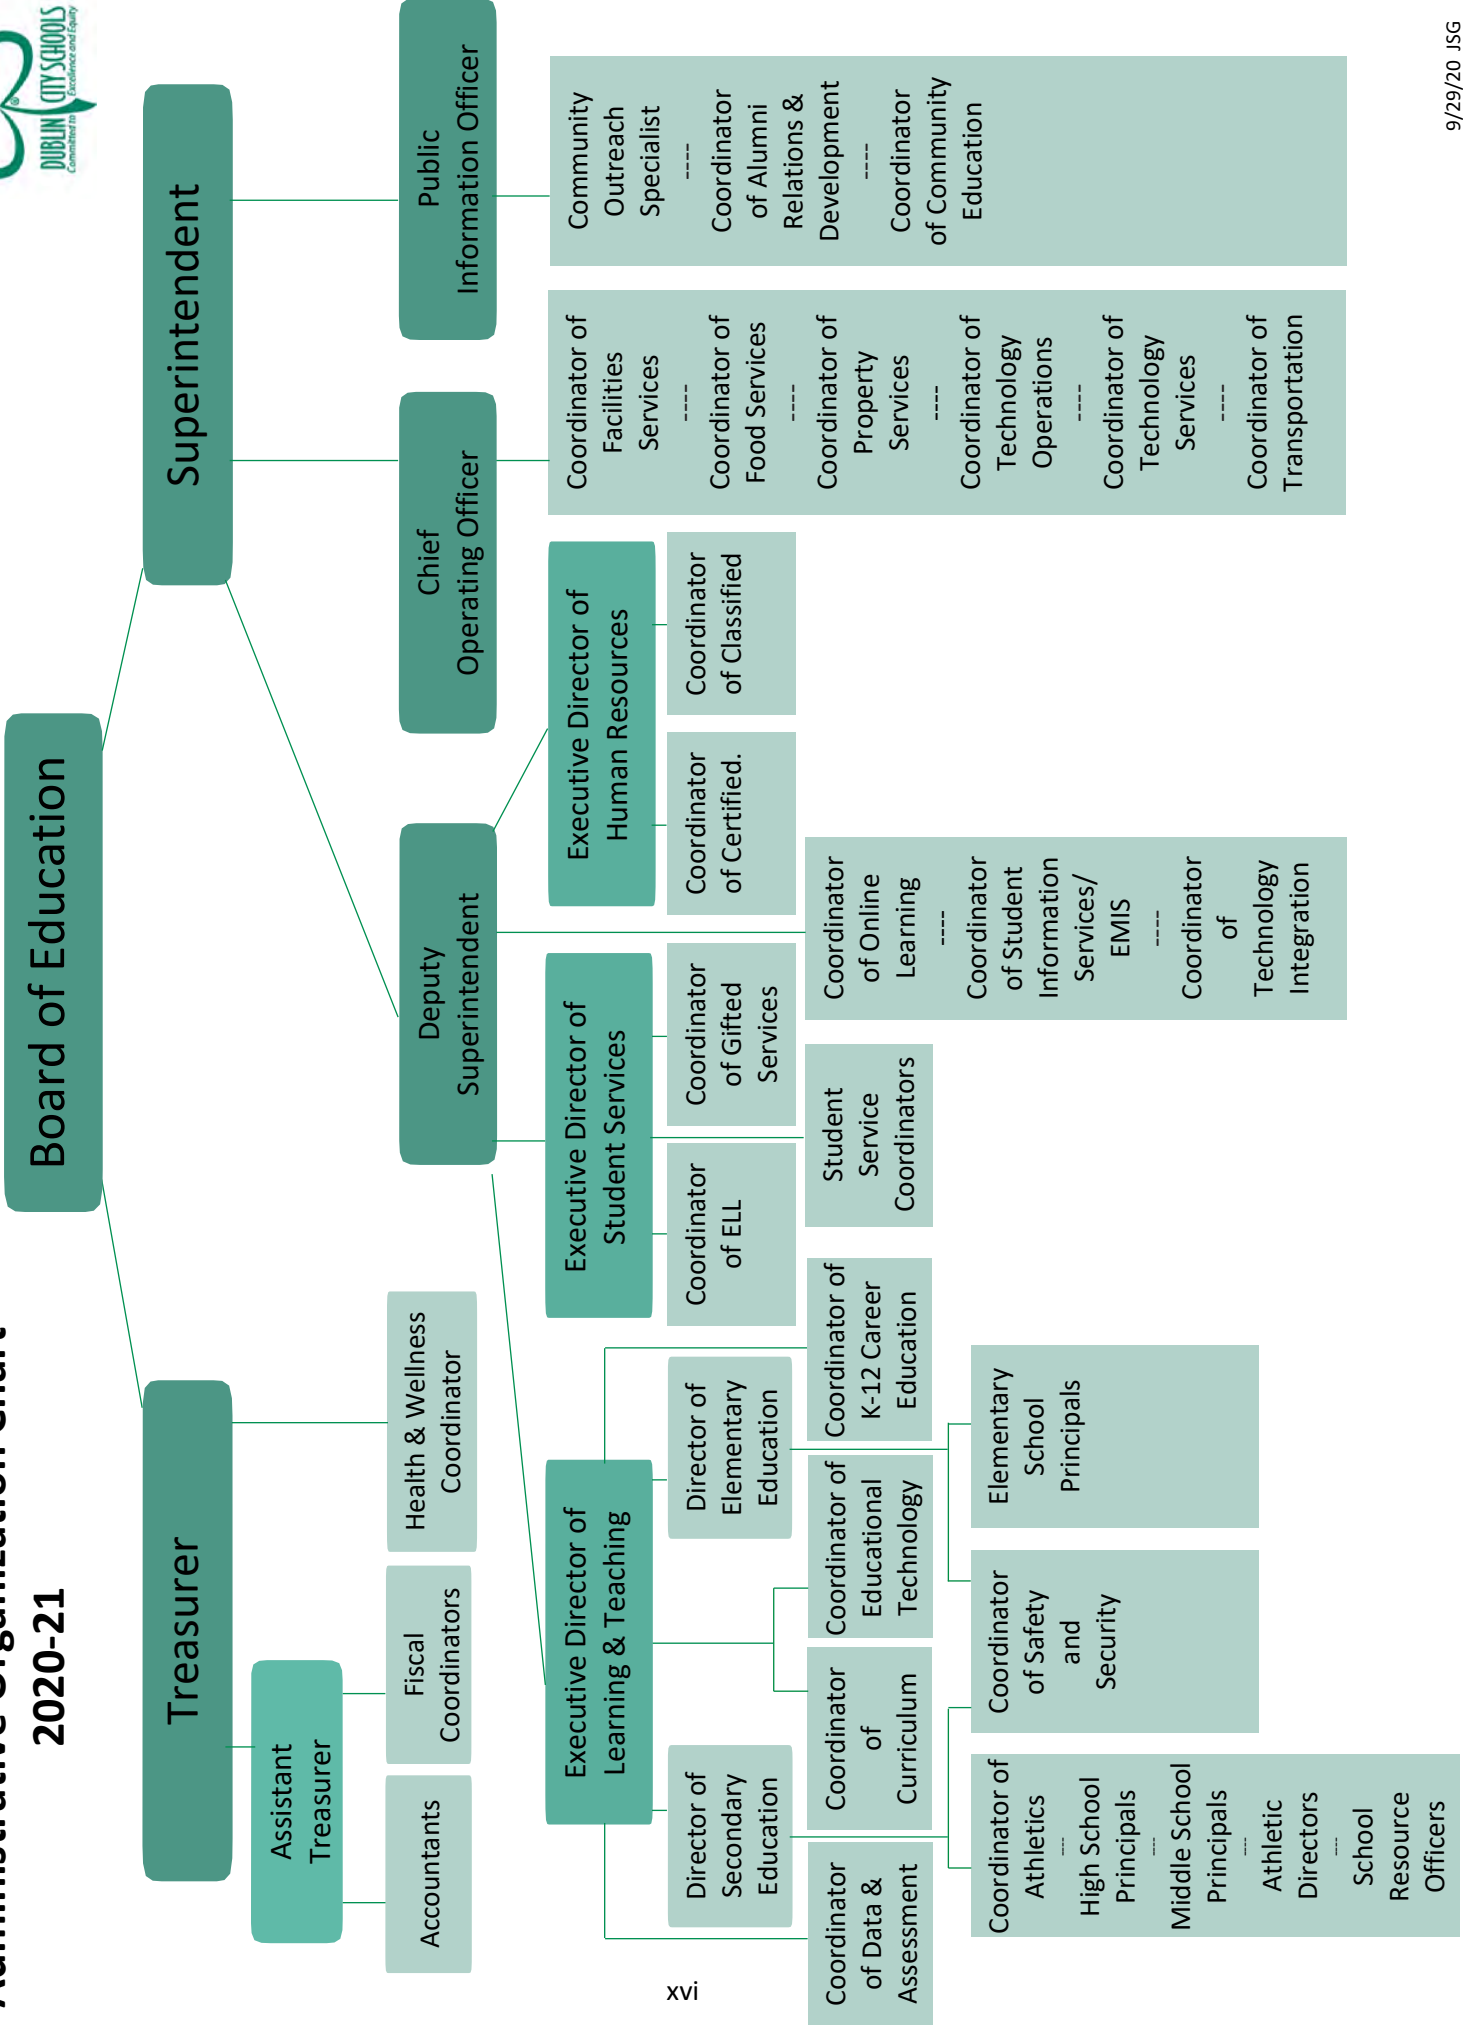 Administrative Organization Chart
2020-21
DUBLIN CITY SCHOOLS
Committed to Excellence and Equity
®
Board of Education
Treasurer
Superintendent
Assistant
Treasurer
Accountants
Fiscal
Coordinators
Health & Wellness
Coordinator
Deputy
Superintendent
Chief
Operating Officer
Public
Information Officer
Executive Director of
Learning & Teaching
Executive Director of
Student Services
Executive Director of
Human Resources
Coordinator of
Facilities
Services
----
Coordinator of
Food Services
----
Coordinator of
Property
Services
----
Coordinator of
Technology
Operations
----
Coordinator of
Technology
Services
----
Coordinator of
Transportation
Community
Outreach
Specialist
----
Coordinator
of Alumni
Relations &
Development
----
Coordinator
of Community
Education
Director of
Secondary
Education
Director of
Elementary
Education
Coordinator
of ELL
Coordinator
of Gifted
Services
Coordinator
of Certified.
Coordinator
of Classified
Coordinator
of Data &
Assessment
Coordinator
of
Curriculum
Coordinator of
Educational
Technology
Coordinator of
K-12 Career
Education
Student
Service
Coordinators
Coordinator
of Online
Learning
----
Coordinator
of Student
Information
Services/
EMIS
----
Coordinator
of
Technology
Integration
Coordinator of
Athletics
---
High School
Principals
---
Middle School
Principals
---
Athletic
Directors
---
School
Resource
Officers
Coordinator
of Safety
and
Security
Elementary
School
Principals
9/29/20 JSG
xvi